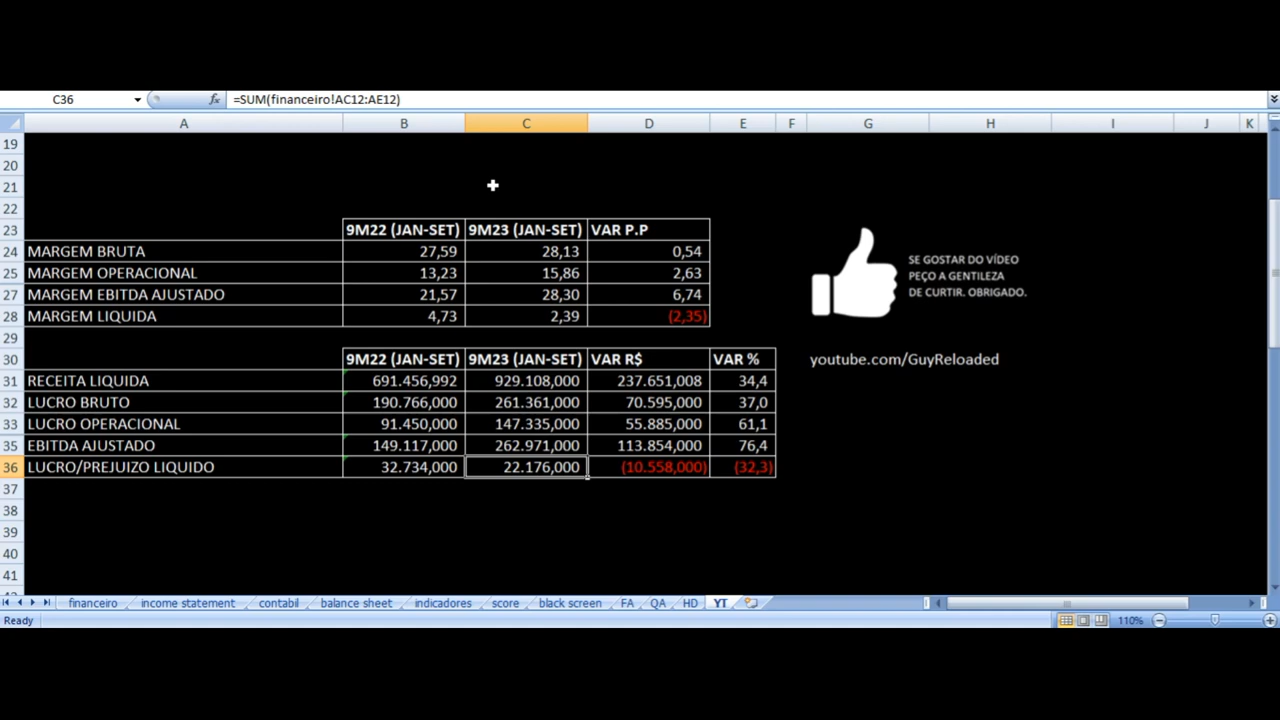 C36 fx =SUM(financeiro!AC12:AE12)
A B C D E F G H I J K
19
20
21
22
23 9M22 (JAN-SET) 9M23 (JAN-SET) VAR P.P
24 MARGEM BRUTA 27,59 28,13 0,54
25 MARGEM OPERACIONAL 13,23 15,86 2,63
27 MARGEM EBITDA AJUSTADO 21,57 28,30 6,74
28 MARGEM LIQUIDA 4,73 2,39 (2,35)
SE GOSTAR DO VÍDEO
PEÇO A GENTILEZA
DE CURTIR. OBRIGADO.
29
30 9M22 (JAN-SET) 9M23 (JAN-SET) VAR R$ VAR % youtube.com/GuyReloaded
31 RECEITA LIQUIDA 691.456,992 929.108,000 237.651,008 34,4
32 LUCRO BRUTO 190.766,000 261.361,000 70.595,000 37,0
33 LUCRO OPERACIONAL 91.450,000 147.335,000 55.885,000 61,1
35 EBITDA AJUSTADO 149.117,000 262.971,000 113.854,000 76,4
36 LUCRO/PREJUIZO LIQUIDO 32.734,000 22.176,000 (10.558,000) (32,3)
37
38
39
40
41
financeiro income statement contabil balance sheet indicadores score black screen FA QA HD YT
Ready 110%